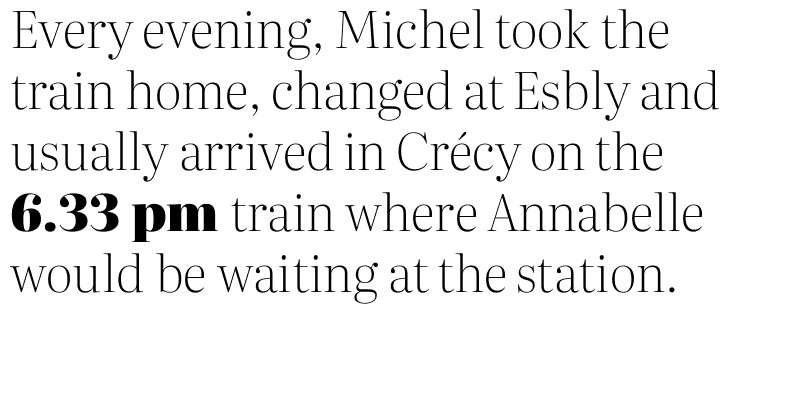 Every evening, Michel took the
train home, changed at Esbly and
usually arrived in Crécy on the
6.33 pm train where Annabelle
would be waiting at the station.